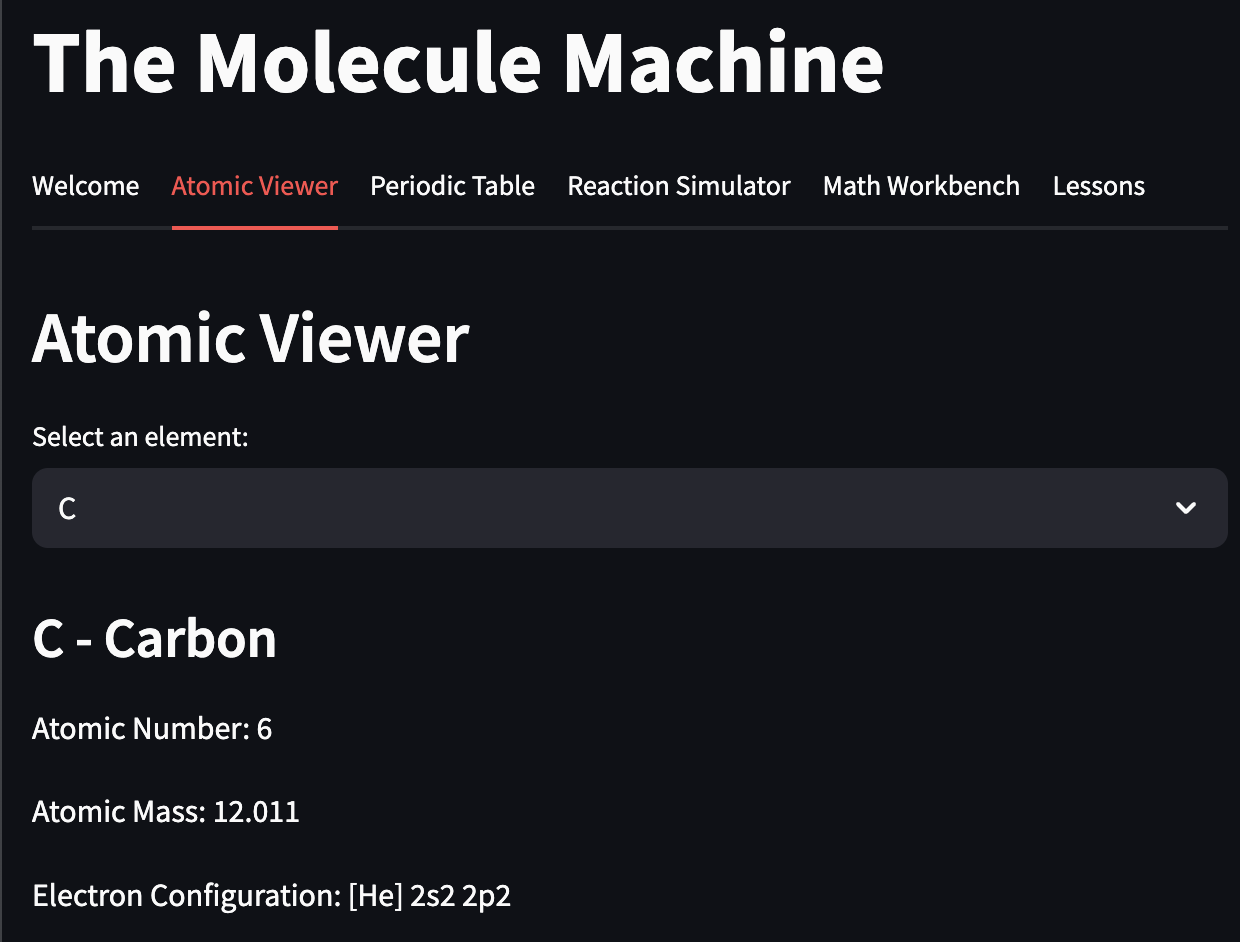 The Molecule Machine
Welcome Atomic Viewer Periodic Table Reaction Simulator Math Workbench Lessons
Atomic Viewer
Select an element:
C
C - Carbon
Atomic Number: 6
Atomic Mass: 12.011
Electron Configuration: [He] 2s2 2p2